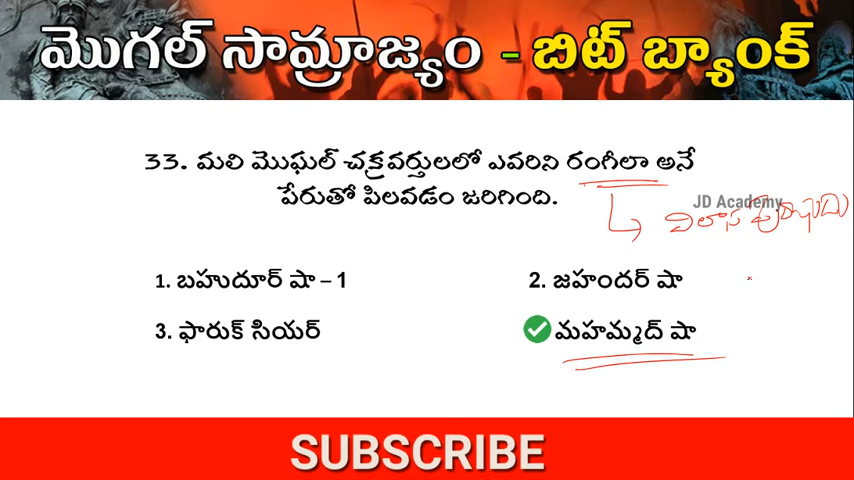 మొగల్ సామ్రాజ్యం - బిట్ బ్యాంక్
33. మలి మొఘల్ చక్రవర్తులలో ఎవరిని రంగీలా అనే
పేరుతో పిలవడం జరిగింది.
JD Academy
విలాస పురుషుడు
1. బహుదూర్ షా – 1
2. జహందర్ షా
3. ఫారుక్ సియర్
మహమ్మద్ షా
SUBSCRIBE